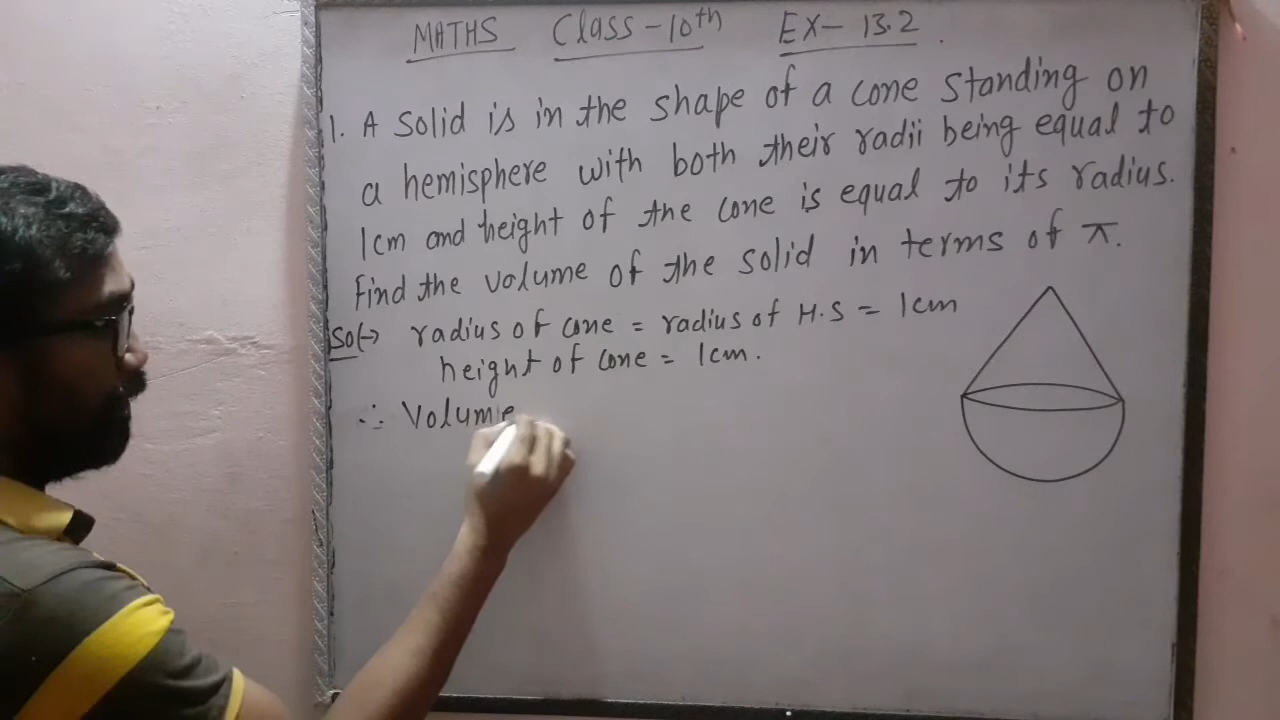 MATHS Class-10th EX-13.2.
1. A Solid is in the shape of a cone standing on
a hemisphere with both their radii being equal to
1cm and height of the cone is equal to its radius.
Find the volume of the solid in terms of π.
Sol→ radius of cone = radius of H.S = 1cm
height of cone = 1cm.
∴ Volume